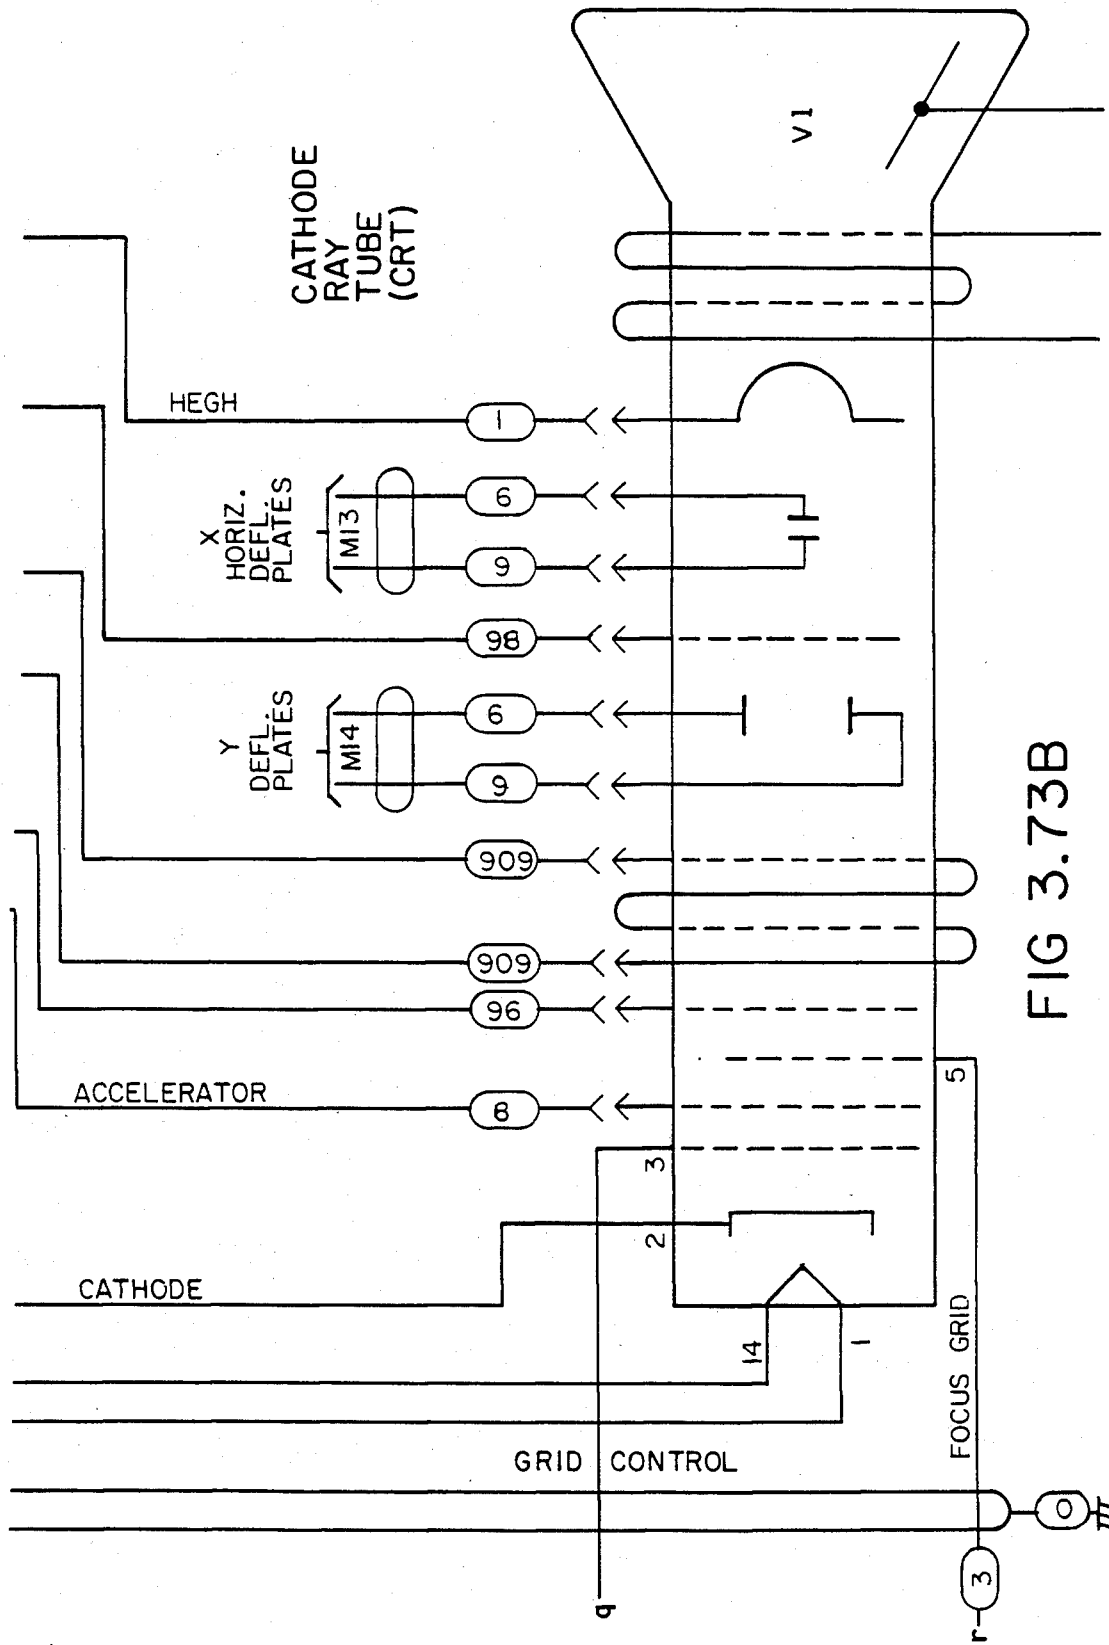 CATHODE
RAY
TUBE
(CRT)
V1
HEGH
1
X
HORIZ.
DEFL.
PLATES
M13
6
9
98
Y
DEFL.
PLATES
M14
6
9
909
909
96
ACCELERATOR
8
5
3
2
CATHODE
14
1
FOCUS GRID
GRID CONTROL
0
3
q
r
FIG 3.73B